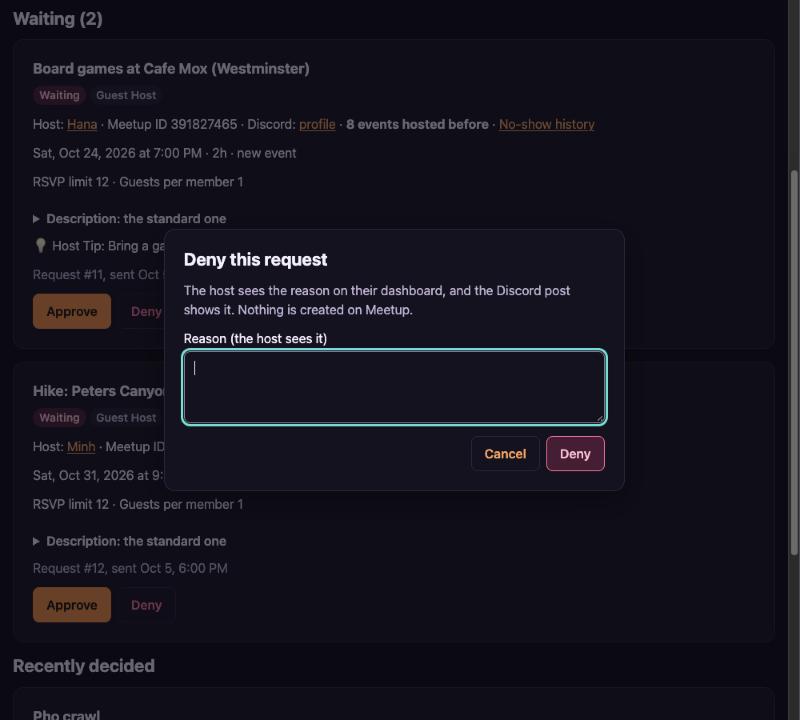 Waiting (2)
Board games at Cafe Mox (Westminster)
Waiting Guest Host
Host: Hana · Meetup ID 391827465 · Discord: profile · 8 events hosted before · No-show history
Sat, Oct 24, 2026 at 7:00 PM · 2h · new event
RSVP limit 12 · Guests per member 1
Description: the standard one
Host Tip: Bring a ga
Request #11, sent Oct
Approve Deny
Deny this request
The host sees the reason on their dashboard, and the Discord post
shows it. Nothing is created on Meetup.
Reason (the host sees it)
Cancel Deny
Hike: Peters Canyo
Waiting Guest Host
Host: Minh · Meetup ID
Sat, Oct 31, 2026 at 9:
RSVP limit 12 · Guests per member 1
Description: the standard one
Request #12, sent Oct 5, 6:00 PM
Approve Deny
Recently decided
Pho crawl